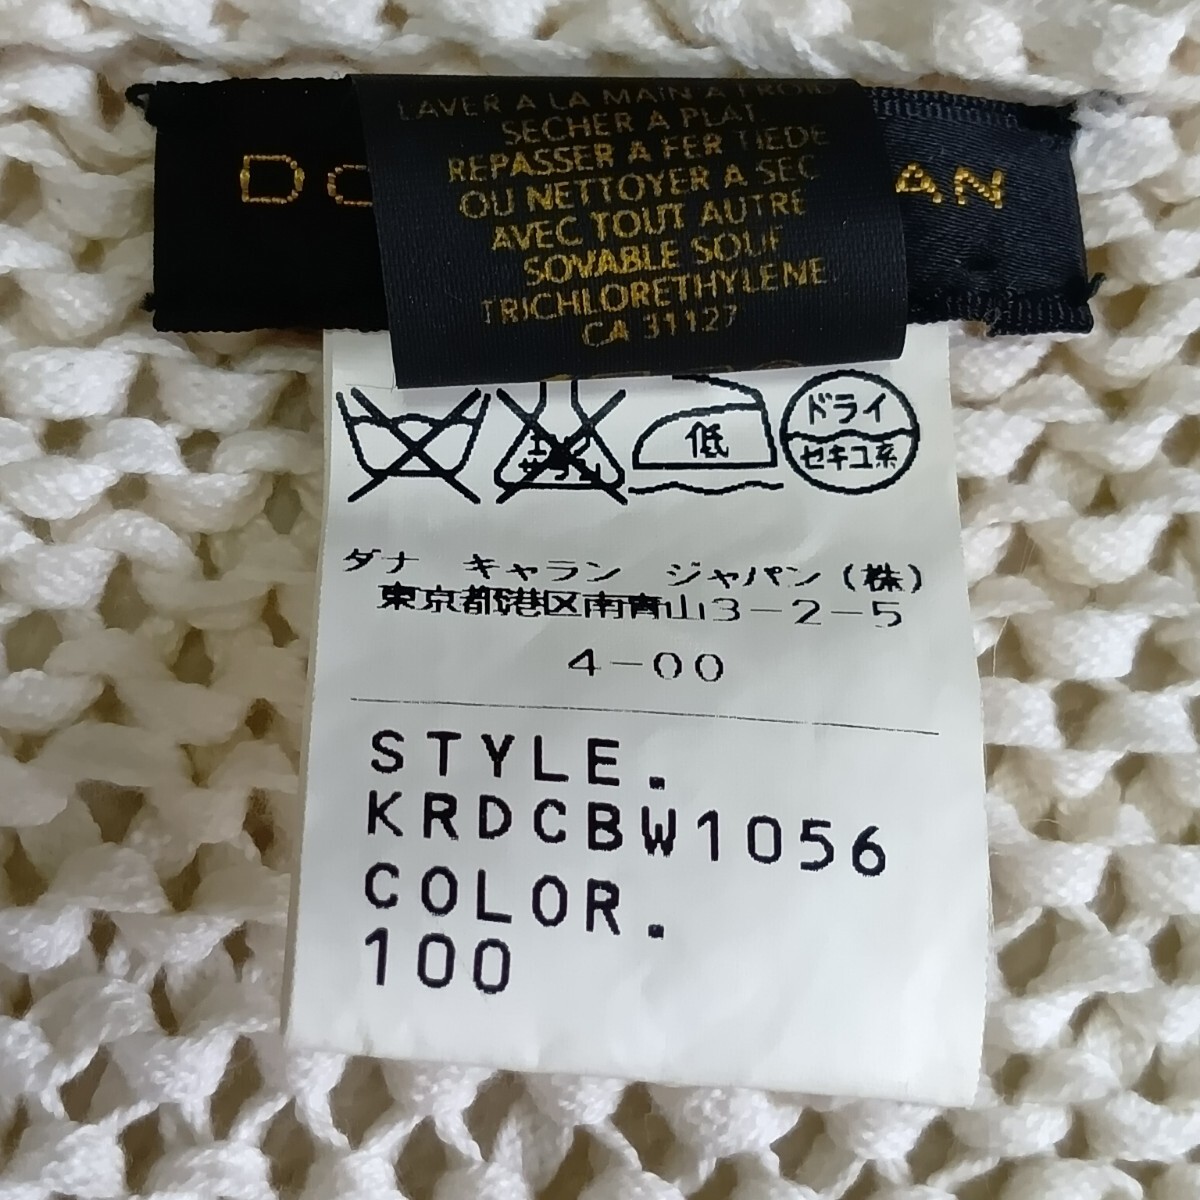 LAVER A LA MAIN A FROID
SECHER A PLAT
REPASSER A FER TIEDE
OU NETTOYER A SEC
AVEC TOUT AUTRE
SOVABLE SOUF
TRICHLORETHYLENE
CA 31127
低
ドライ
セキユ系
ダナ キャラン ジャパン(株)
東京都港区南青山3-2-5
4-00
STYLE.
KRDCBW1056
COLOR.
100